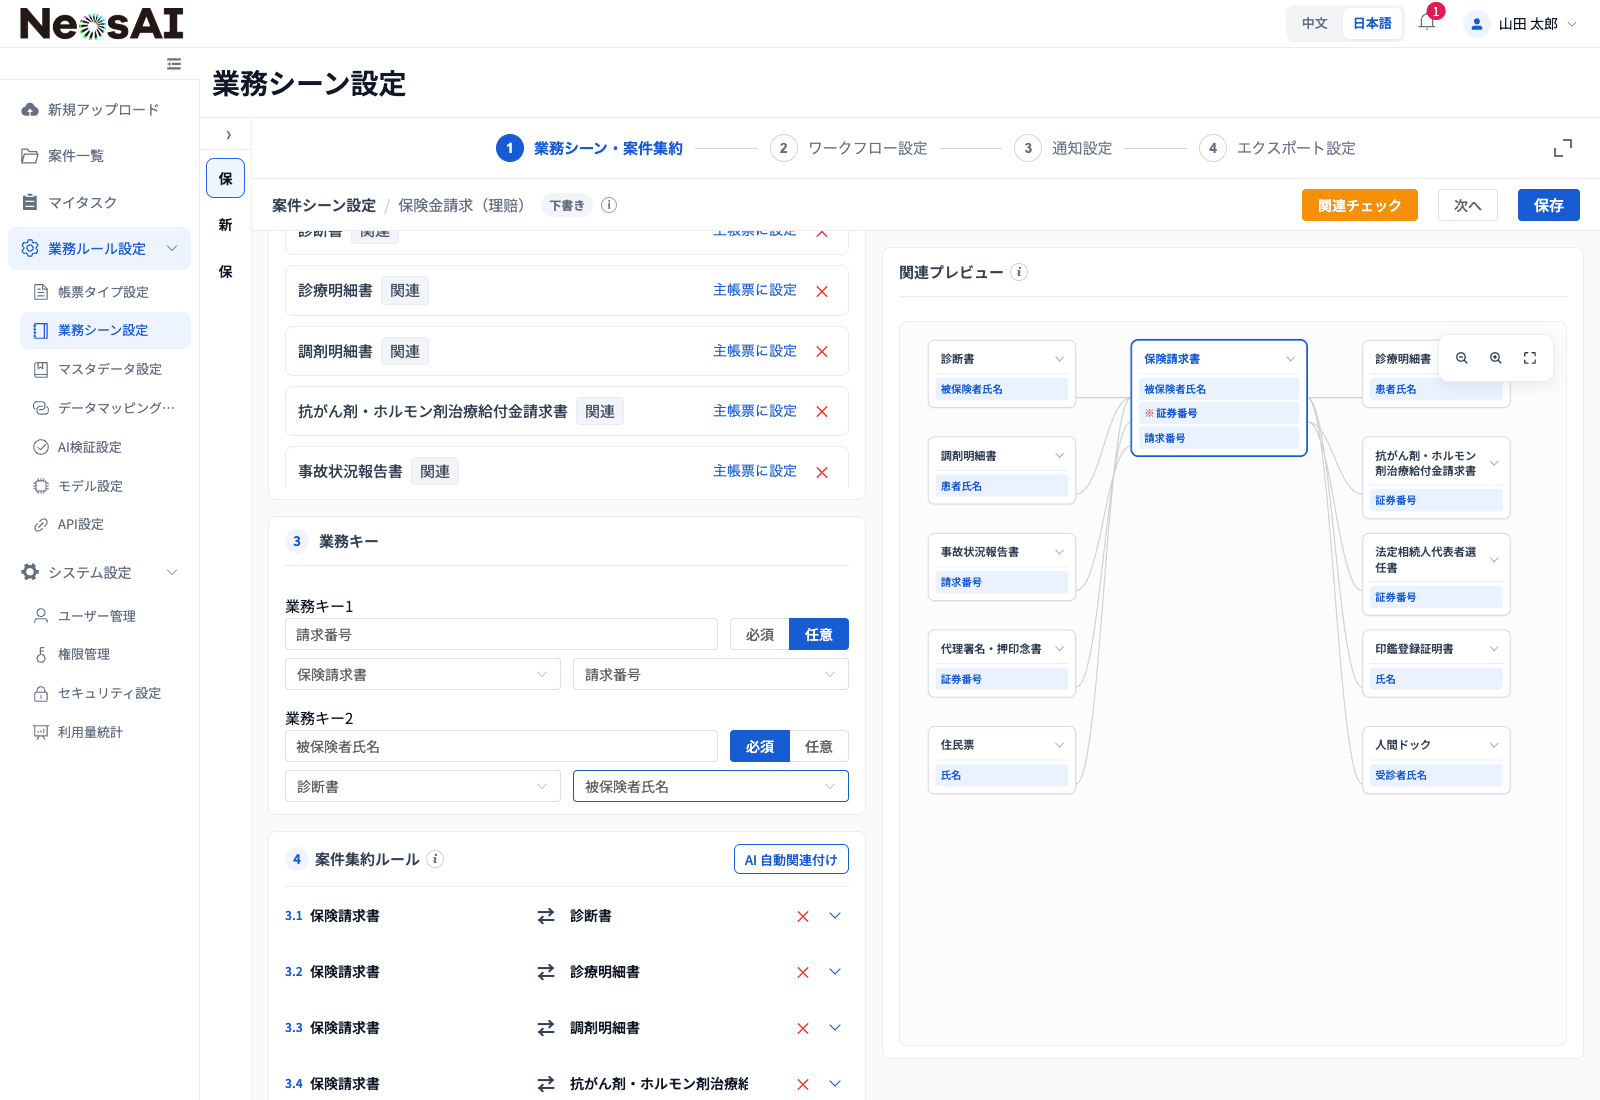 NeosAI
中文 日本語
1
山田 太郎
業務シーン設定
新規アップロード
案件一覧
マイタスク
業務ルール設定
帳票タイプ設定
業務シーン設定
マスタデータ設定
データマッピング…
AI検証設定
モデル設定
API設定
システム設定
ユーザー管理
権限管理
セキュリティ設定
利用量統計
保
新
保
1 業務シーン・案件集約
2 ワークフロー設定
3 通知設定
4 エクスポート設定
案件シーン設定 / 保険金請求（理賠） 下書き
関連チェック 次へ 保存
診断書 関連 主帳票に設定
診療明細書 関連 主帳票に設定
調剤明細書 関連 主帳票に設定
抗がん剤・ホルモン剤治療給付金請求書 関連 主帳票に設定
事故状況報告書 関連 主帳票に設定
3 業務キー
業務キー1
請求番号 必須 任意
保険請求書 請求番号
業務キー2
被保険者氏名 必須 任意
診断書 被保険者氏名
4 案件集約ルール AI 自動関連付け
3.1 保険請求書 診断書
3.2 保険請求書 診療明細書
3.3 保険請求書 調剤明細書
3.4 保険請求書 抗がん剤・ホルモン剤治療給
関連プレビュー
診断書
被保険者氏名
調剤明細書
患者氏名
事故状況報告書
請求番号
代理署名・押印念書
証券番号
住民票
氏名
保険請求書
被保険者氏名
※ 証券番号
請求番号
診療明細書
患者氏名
抗がん剤・ホルモン
剤治療給付金請求書
証券番号
法定相続人代表者選
任書
証券番号
印鑑登録証明書
氏名
人間ドック
受診者氏名